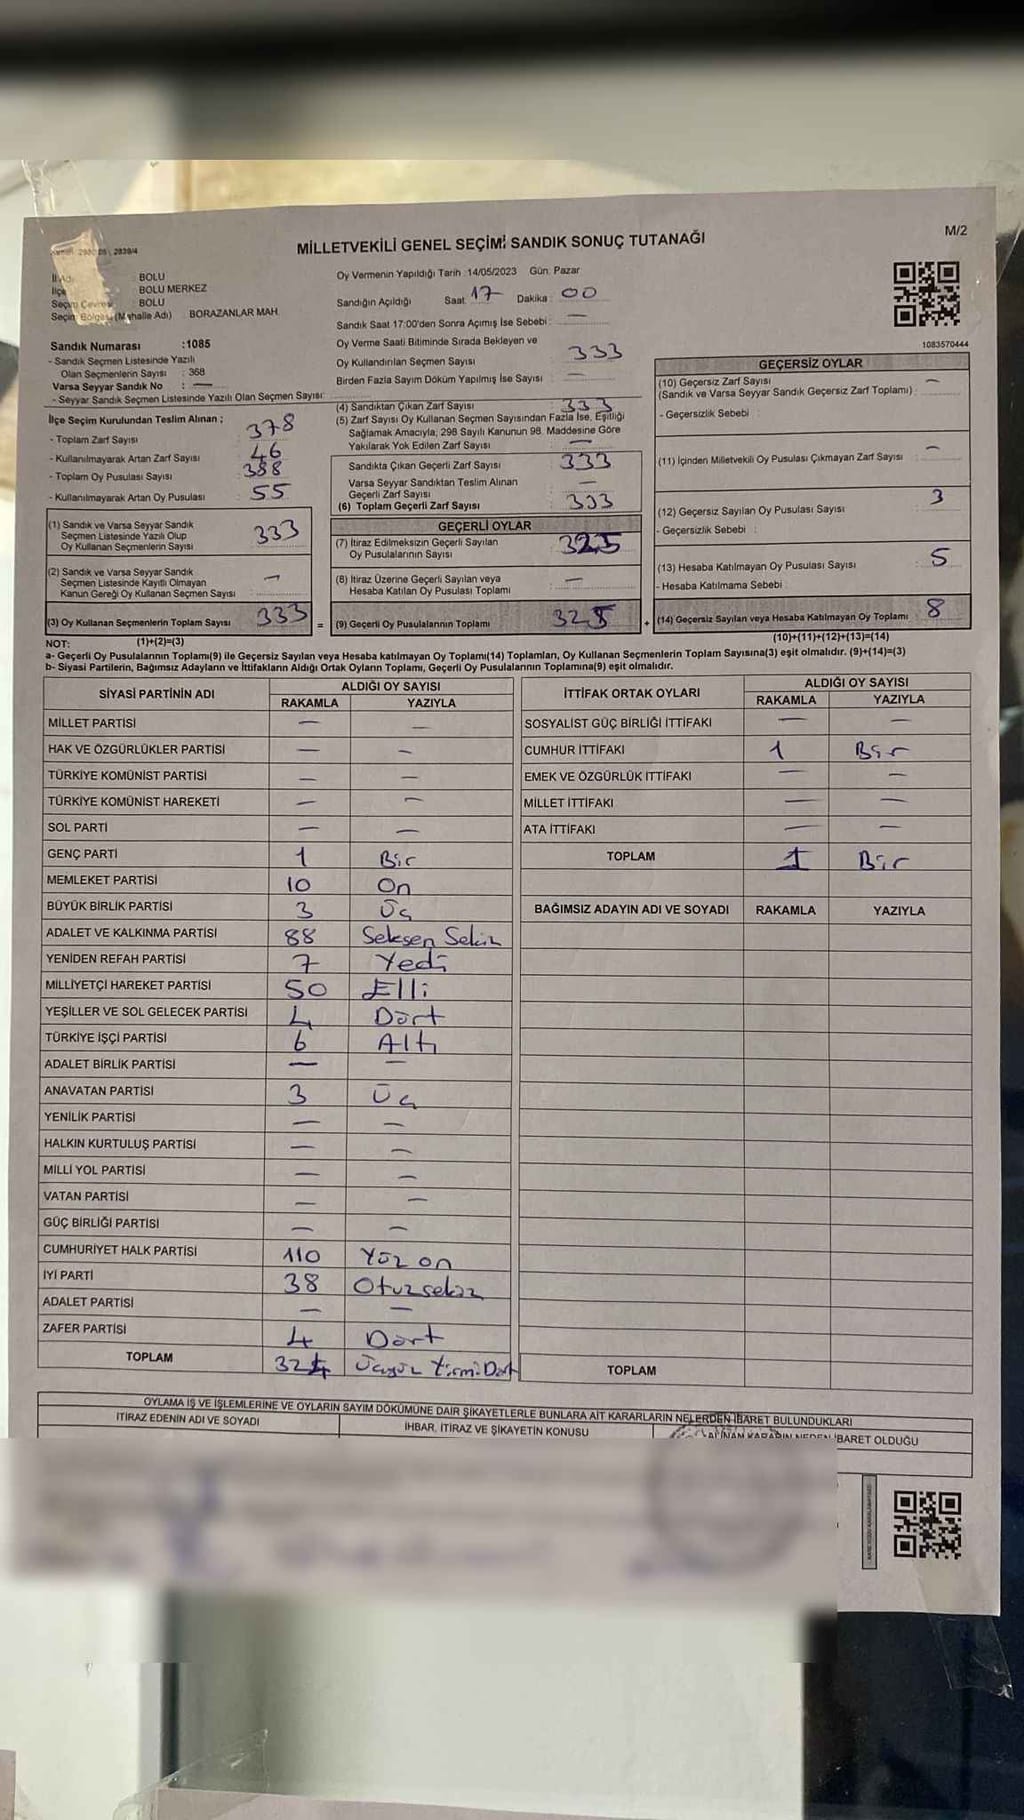 MİLLETVEKİLİ GENEL SEÇİMİ SANDIK SONUÇ TUTANAĞI
M/2
BOLU
BOLU MERKEZ
Seçim Çevresi : BOLU
Seçim Bölgesi (Mahalle Adı) : BORAZANLAR MAH.
Oy Vermenin Yapıldığı Tarih :14/05/2023 Gün: Pazar
Sandığın Açıldığı Saat: 17 Dakika: 00
Sandık Saat 17:00'den Sonra Açımış İse Sebebi : —
Sandık Numarası :1085
- Sandık Seçmen Listesinde Yazılı
Olan Seçmenlerin Sayısı : 368
Varsa Seyyar Sandık No : —
- Seyyar Sandık Seçmen Listesinde Yazılı Olan Seçmen Sayısı:
Oy Verme Saati Bitiminde Sırada Bekleyen ve
Oy Kullandırılan Seçmen Sayısı 333
Birden Fazla Sayım Döküm Yapılmış İse Sayısı : —
1083570444
İlçe Seçim Kurulundan Teslim Alınan ;
- Toplam Zarf Sayısı 378
- Kullanılmayarak Artan Zarf Sayısı 46
- Toplam Oy Pusulası Sayısı 388
- Kullanılmayarak Artan Oy Pusulası 55
(1) Sandık ve Varsa Seyyar Sandık
Seçmen Listesinde Yazılı Olup
Oy Kullanan Seçmenlerin Sayısı 333
(2) Sandık ve Varsa Seyyar Sandık
Seçmen Listesinde Kayıtlı Olmayan
Kanun Gereği Oy Kullanan Seçmen Sayısı —
(3) Oy Kullanan Seçmenlerin Toplam Sayısı 333 =
(4) Sandıktan Çıkan Zarf Sayısı 333
(5) Zarf Sayısı Oy Kullanan Seçmen Sayısından Fazla İse, Eşitliği
Sağlamak Amacıyla, 298 Sayılı Kanunun 98. Maddesine Göre
Yakılarak Yok Edilen Zarf Sayısı —
Sandıkta Çıkan Geçerli Zarf Sayısı 333
Varsa Seyyar Sandıktan Teslim Alınan
Geçerli Zarf Sayısı —
(6) Toplam Geçerli Zarf Sayısı 333
GEÇERLİ OYLAR
(7) İtiraz Edilmeksizin Geçerli Sayılan
Oy Pusulalarının Sayısı 325
(8) İtiraz Üzerine Geçerli Sayılan veya
Hesaba Katılan Oy Pusulası Toplamı —
(9) Geçerli Oy Pusulalarının Toplamı 325 +
GEÇERSİZ OYLAR
(10) Geçersiz Zarf Sayısı —
(Sandık ve Varsa Seyyar Sandık Geçersiz Zarf Toplamı) :
- Geçersizlik Sebebi :
(11) İçinden Milletvekili Oy Pusulası Çıkmayan Zarf Sayısı —
(12) Geçersiz Sayılan Oy Pusulası Sayısı 3
- Geçersizlik Sebebi :
(13) Hesaba Katılmayan Oy Pusulası Sayısı 5
- Hesaba Katılmama Sebebi :
(14) Geçersiz Sayılan veya Hesaba Katılmayan Oy Toplamı 8
NOT: (1)+(2)=(3) (10)+(11)+(12)+(13)=(14)
a- Geçerli Oy Pusulalarının Toplamı(9) ile Geçersiz Sayılan veya Hesaba katılmayan Oy Toplamı(14) Toplamları, Oy Kullanan Seçmenlerin Toplam Sayısına(3) eşit olmalıdır. (9)+(14)=(3)
b- Siyasi Partilerin, Bağımsız Adayların ve İttifakların Aldığı Ortak Oyların Toplamı, Geçerli Oy Pusulalarının Toplamına(9) eşit olmalıdır.
SİYASİ PARTİNİN ADI ALDIĞI OY SAYISI
RAKAMLA YAZIYLA
MİLLET PARTİSİ — —
HAK VE ÖZGÜRLÜKLER PARTİSİ — —
TÜRKİYE KOMÜNİST PARTİSİ — —
TÜRKİYE KOMÜNİST HAREKETİ — —
SOL PARTİ — —
GENÇ PARTİ 1 Bir
MEMLEKET PARTİSİ 10 On
BÜYÜK BİRLİK PARTİSİ 3 Üç
ADALET VE KALKINMA PARTİSİ 88 Seksen Sekiz
YENİDEN REFAH PARTİSİ 7 Yedi
MİLLİYETÇİ HAREKET PARTİSİ 50 Elli
YEŞİLLER VE SOL GELECEK PARTİSİ 4 Dört
TÜRKİYE İŞÇİ PARTİSİ 6 Altı
ADALET BİRLİK PARTİSİ — —
ANAVATAN PARTİSİ 3 Üç
YENİLİK PARTİSİ — —
HALKIN KURTULUŞ PARTİSİ — —
MİLLİ YOL PARTİSİ — —
VATAN PARTİSİ — —
GÜÇ BİRLİĞİ PARTİSİ — —
CUMHURİYET HALK PARTİSİ 110 Yüz on
İYİ PARTİ 38 Otuzsekiz
ADALET PARTİSİ — —
ZAFER PARTİSİ 4 Dört
TOPLAM 324 Üçyüz Yirmi Dört
İTTİFAK ORTAK OYLARI ALDIĞI OY SAYISI
RAKAMLA YAZIYLA
SOSYALİST GÜÇ BİRLİĞİ İTTİFAKI — —
CUMHUR İTTİFAKI 1 Bir
EMEK VE ÖZGÜRLÜK İTTİFAKI — —
MİLLET İTTİFAKI — —
ATA İTTİFAKI — —
TOPLAM 1 Bir
BAĞIMSIZ ADAYIN ADI VE SOYADI RAKAMLA YAZIYLA
TOPLAM
OYLAMA İŞ VE İŞLEMLERİNE VE OYLARIN SAYIM DÖKÜMÜNE DAİR ŞİKAYETLERLE BUNLARA AİT KARARLARIN NELERDEN İBARET BULUNDUKLARI
İTİRAZ EDENİN ADI VE SOYADI
İHBAR, İTİRAZ VE ŞİKAYETİN KONUSU
İBARET OLDUĞU